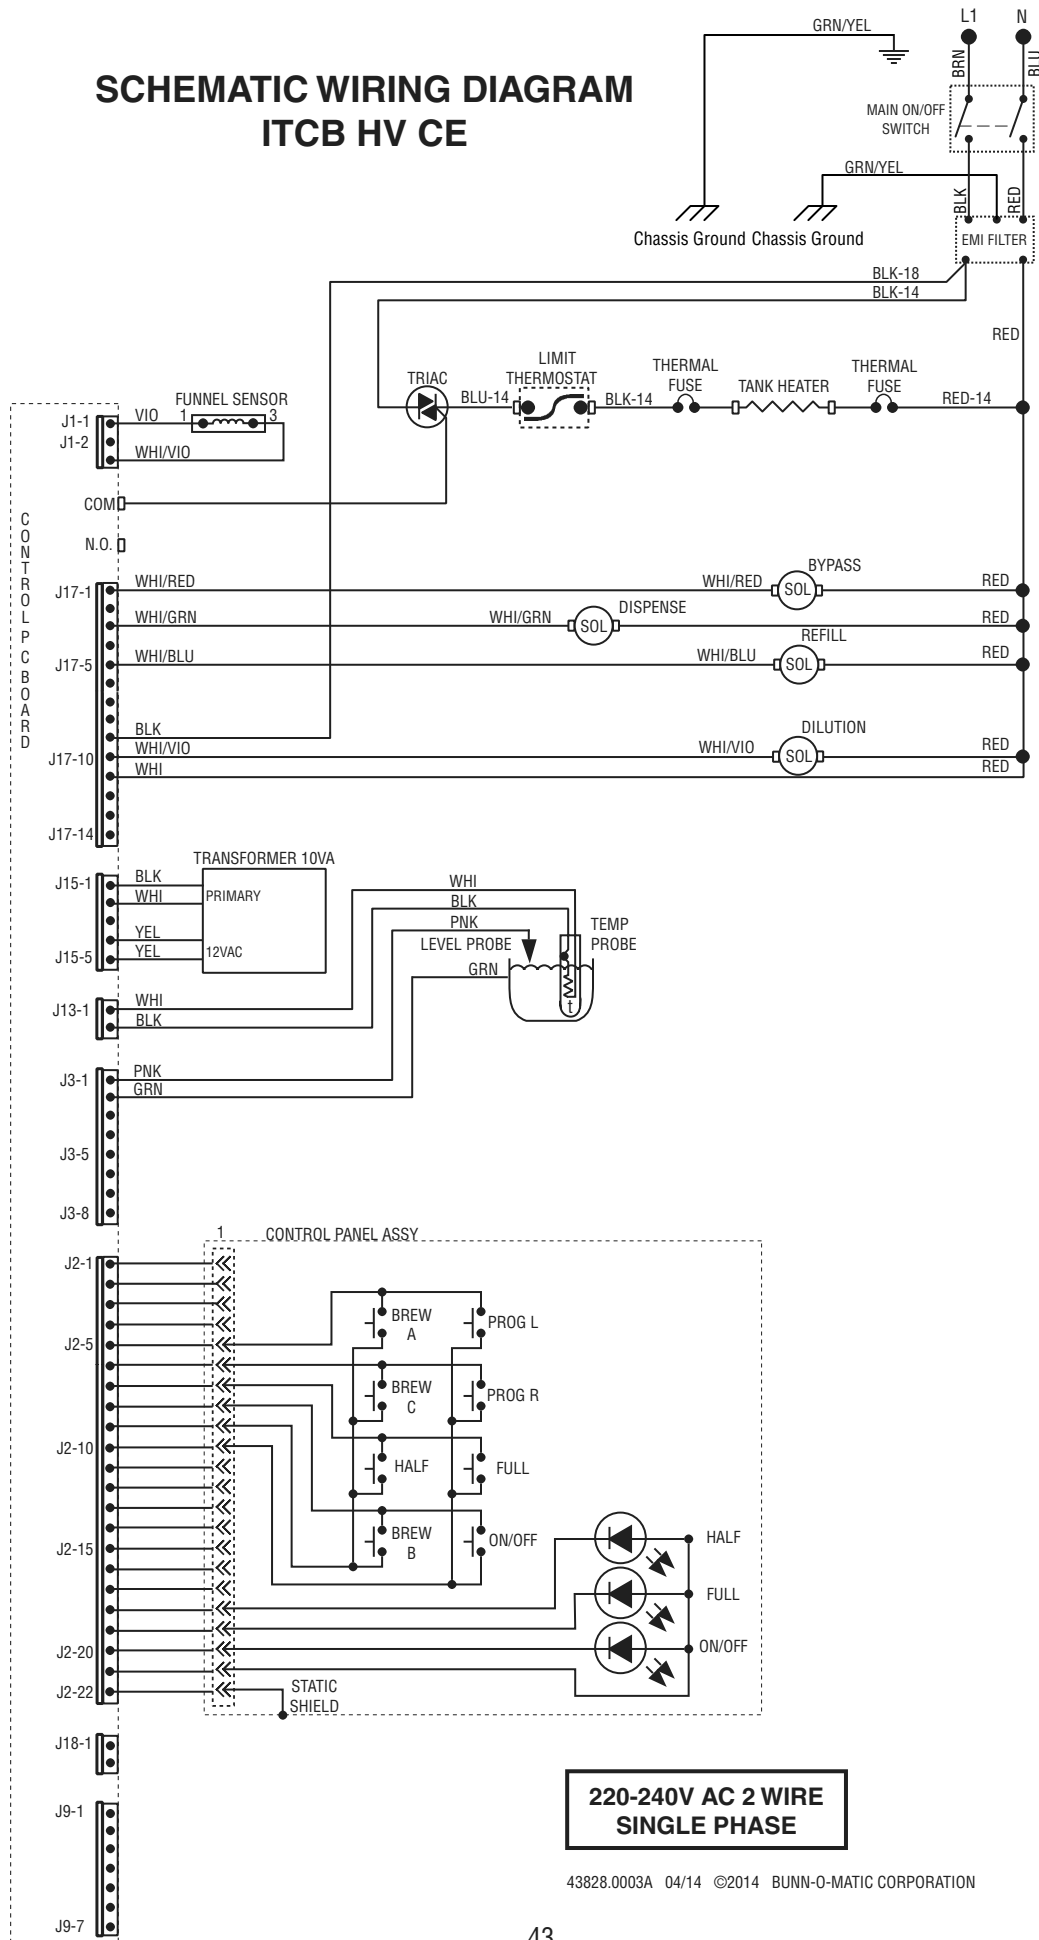 L1 N
GRN/YEL
BRN
BLU
SCHEMATIC WIRING DIAGRAM
ITCB HV CE
MAIN ON/OFF
SWITCH
GRN/YEL
BLK
RED
Chassis Ground Chassis Ground
EMI FILTER
BLK-18
BLK-14
RED
TRIAC
LIMIT
THERMOSTAT
THERMAL
FUSE
TANK HEATER
THERMAL
FUSE
BLU-14
BLK-14
RED-14
FUNNEL SENSOR
J1-1 VIO 1 3
J1-2
WHI/VIO
COM
N.O.
CONTROL PC BOARD
BYPASS
J17-1 WHI/RED WHI/RED SOL RED
DISPENSE
WHI/GRN WHI/GRN SOL RED
REFILL
J17-5 WHI/BLU WHI/BLU SOL RED
BLK
DILUTION
J17-10 WHI/VIO WHI/VIO SOL RED
WHI RED
J17-14
TRANSFORMER 10VA
J15-1 BLK
WHI PRIMARY
YEL
J15-5 YEL 12VAC
WHI
BLK
PNK
LEVEL PROBE
TEMP
PROBE
GRN
t
J13-1 WHI
BLK
J3-1 PNK
GRN
J3-5
J3-8
1 CONTROL PANEL ASSY
J2-1
J2-5
J2-10
J2-15
J2-20
J2-22
BREW
A
PROG L
BREW
C
PROG R
HALF
FULL
BREW
B
ON/OFF
HALF
FULL
ON/OFF
STATIC
SHIELD
J18-1
J9-1
J9-7
220-240V AC 2 WIRE
SINGLE PHASE
43828.0003A 04/14 ©2014 BUNN-O-MATIC CORPORATION
43